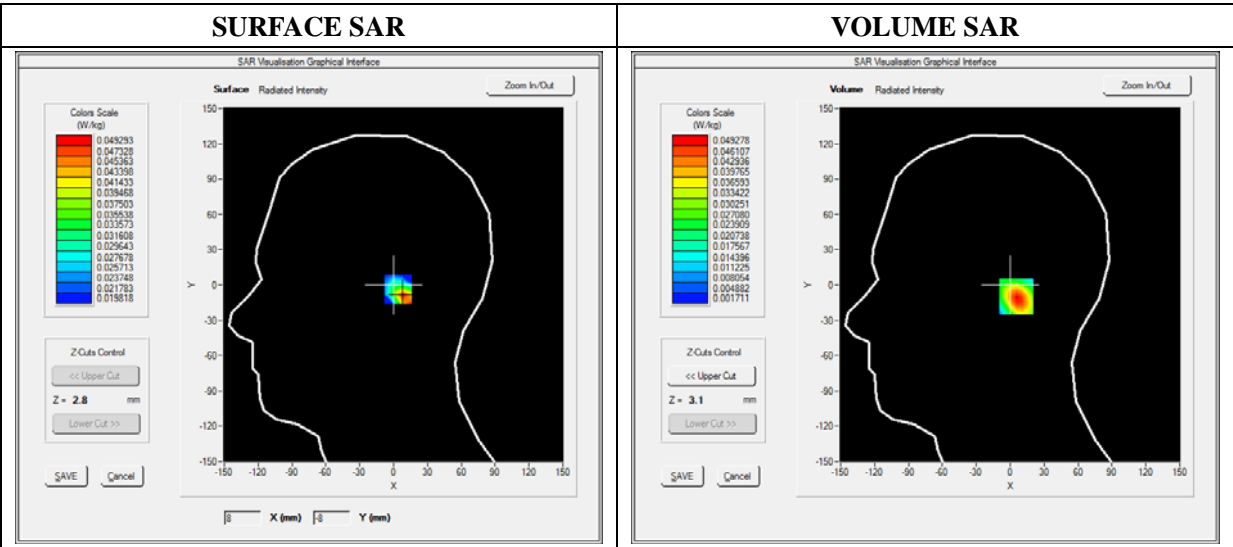 SURFACE SAR
VOLUME SAR
SAR Visualisation Graphical Interface
Surface Radiated Intensity
Zoom In/Out
Colors Scale
(W/kg)
0.049293
0.047328
0.045363
0.043398
0.041433
0.039468
0.037503
0.035538
0.033573
0.031608
0.029643
0.027678
0.025713
0.023748
0.021783
0.019818
150
120
90
60
30
0
-30
-60
-90
-120
-150
Y
-150 -120 -90 -60 -30 0 30 60 90 120 150
X
Z-Cuts Control
<< Upper Cut
Z = 2.8 mm
Lower Cut >>
SAVE Cancel
8 X (mm) -8 Y (mm)
SAR Visualisation Graphical Interface
Volume Radiated Intensity
Zoom In/Out
Colors Scale
(W/kg)
0.049278
0.046107
0.042936
0.039765
0.036593
0.033422
0.030251
0.027080
0.023909
0.020738
0.017567
0.014396
0.011225
0.008054
0.004882
0.001711
150
120
90
60
30
0
-30
-60
-90
-120
-150
Y
-150 -120 -90 -60 -30 0 30 60 90 120 150
X
Z-Cuts Control
<< Upper Cut
Z = 3.1 mm
Lower Cut >>
SAVE Cancel